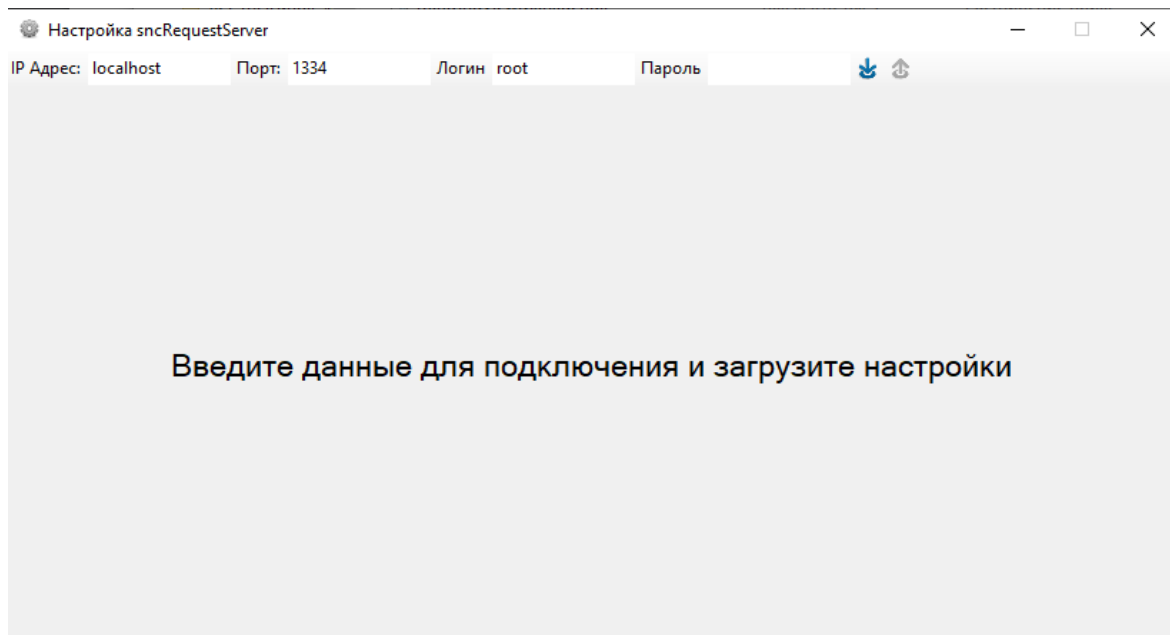 Настройка sncRequestServer
IP Адрес: localhost Порт: 1334 Логин root Пароль
Введите данные для подключения и загрузите настройки